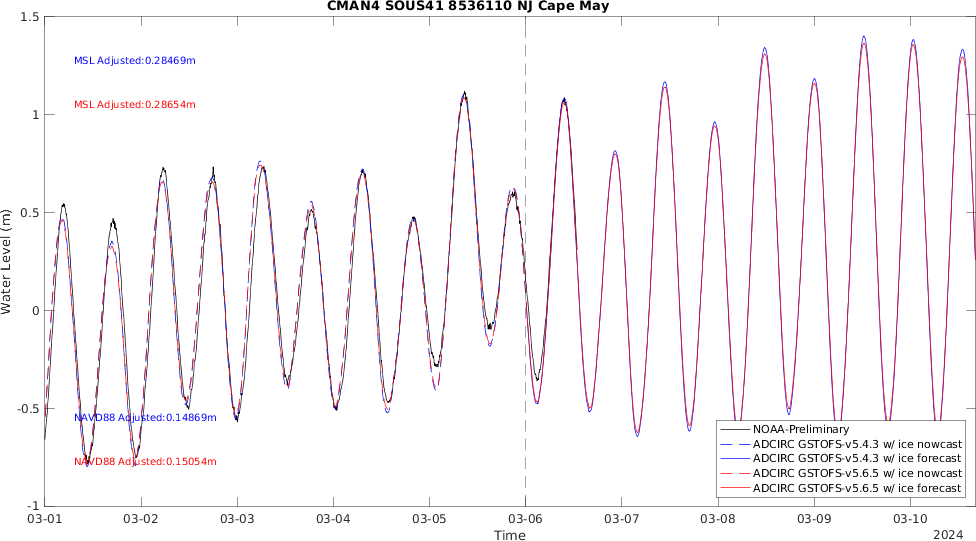 CMAN4 SOUS41 8536110 NJ Cape May
1.5
1
0.5
0
-0.5
-1
Water Level (m)
MSL Adjusted:0.28469m
MSL Adjusted:0.28654m
NAVD88 Adjusted:0.14869m
NAVD88 Adjusted:0.15054m
NOAA-Preliminary
ADCIRC GSTOFS-v5.4.3 w/ ice nowcast
ADCIRC GSTOFS-v5.4.3 w/ ice forecast
ADCIRC GSTOFS-v5.6.5 w/ ice nowcast
ADCIRC GSTOFS-v5.6.5 w/ ice forecast
03-01 03-02 03-03 03-04 03-05 03-06 03-07 03-08 03-09 03-10
Time
2024